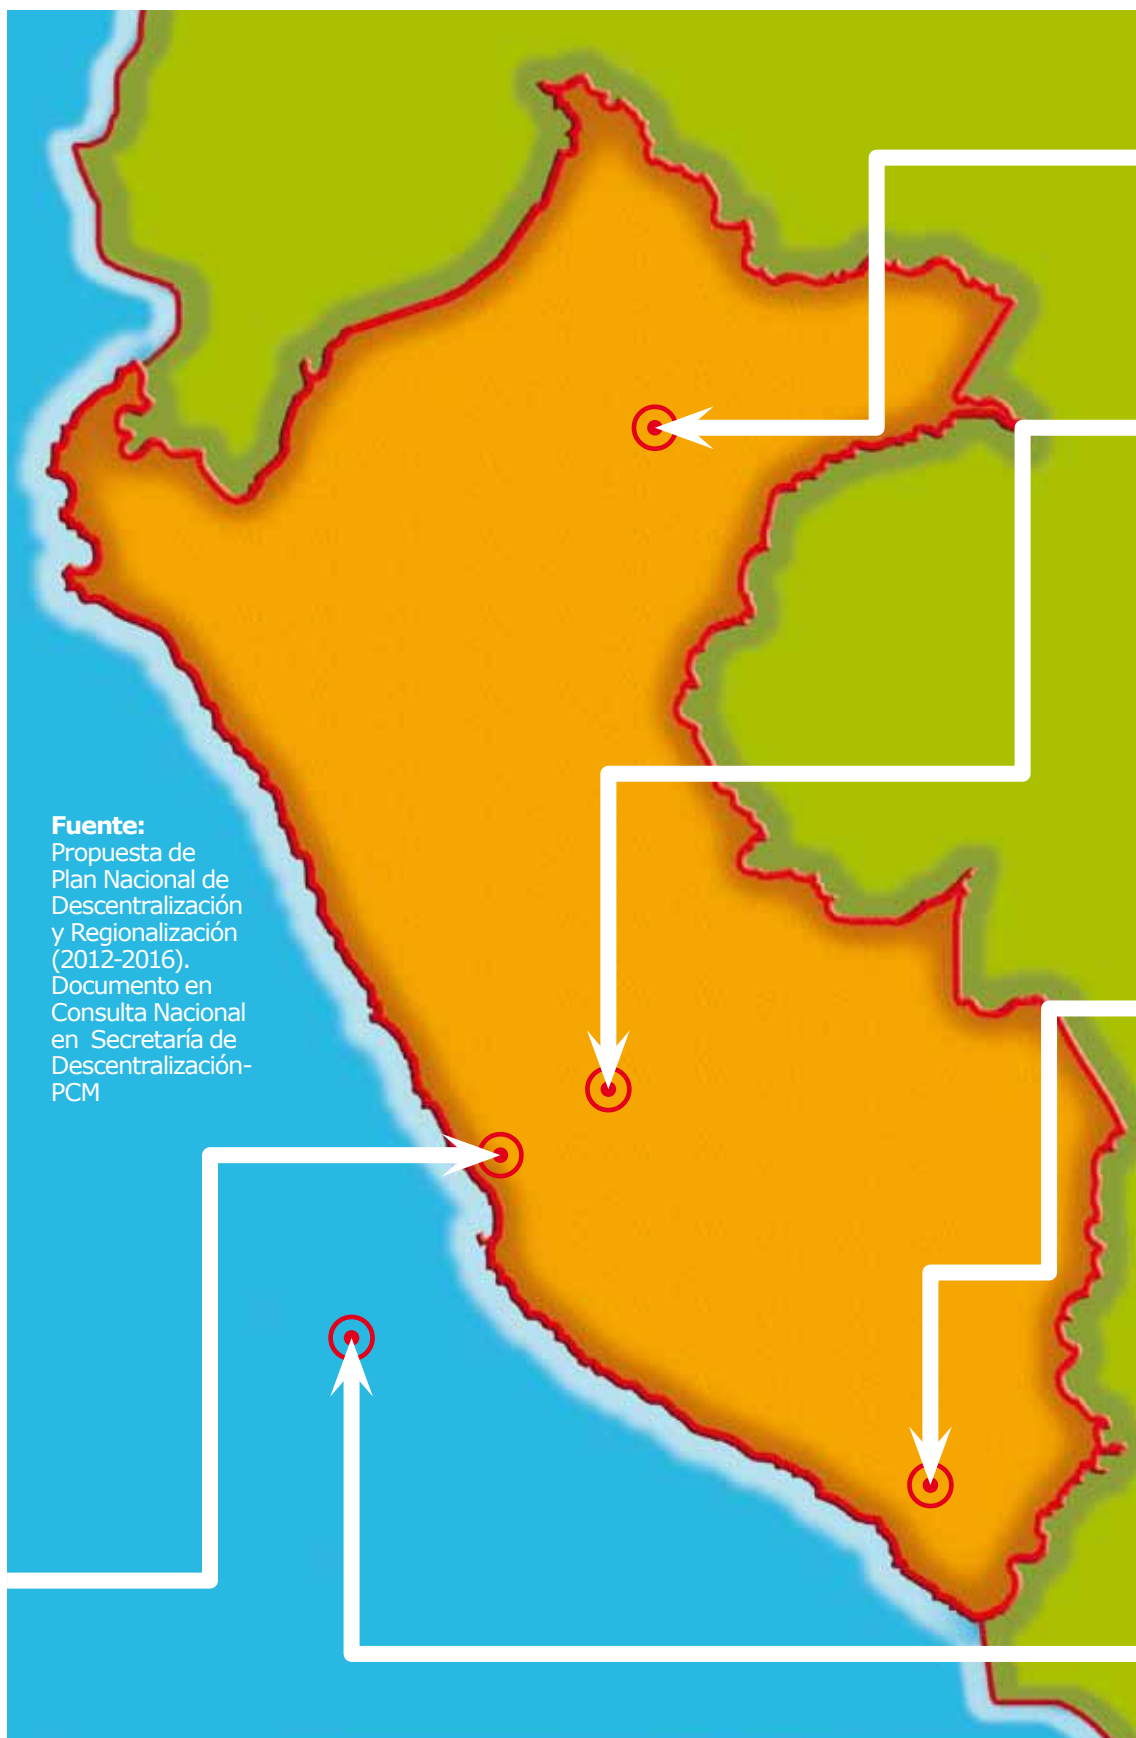 Fuente:
Propuesta de
Plan Nacional de
Descentralización
y Regionalización
(2012-2016).
Documento en
Consulta Nacional
en  Secretaría de
Descentralización-
PCM